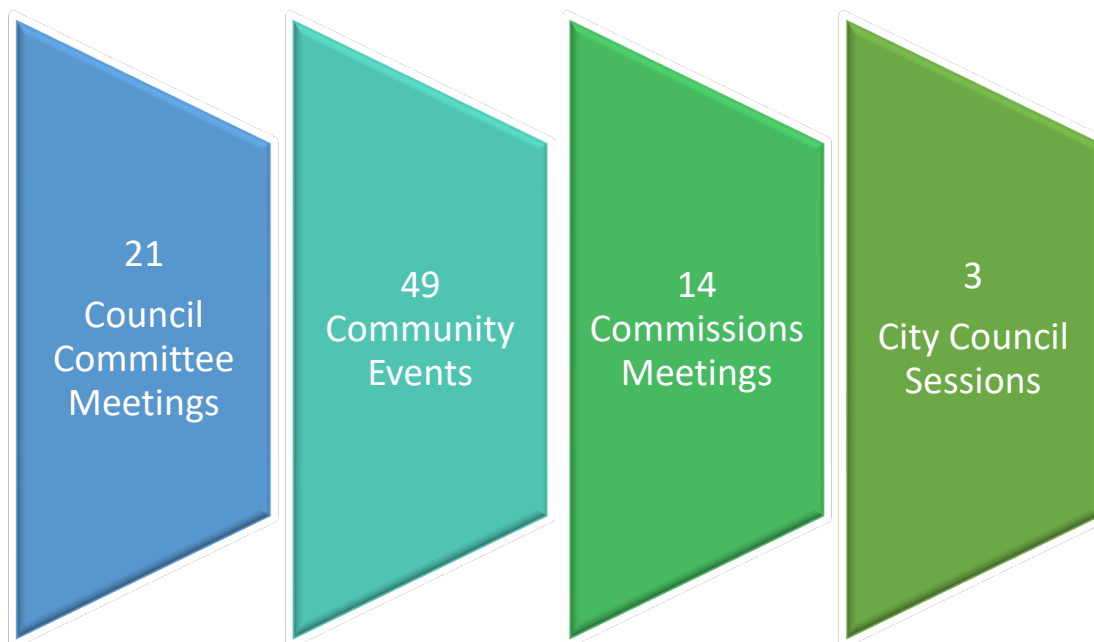 21
Council
Committee
Meetings
49
Community
Events
14
Commissions
Meetings
3
City Council
Sessions